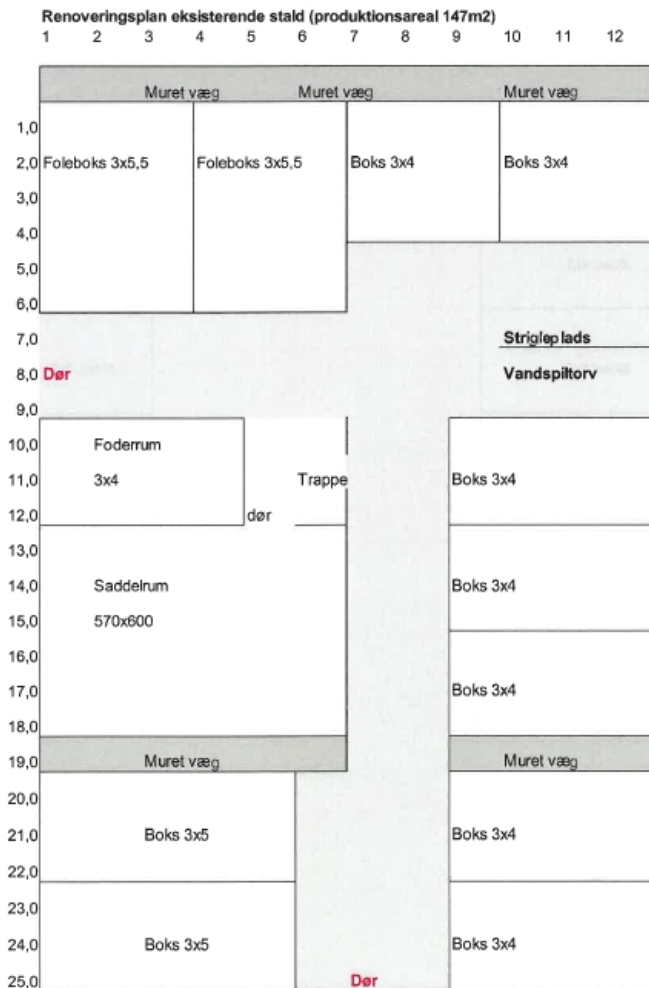 Renoveringsplan eksisterende stald (produktionsareal 147m2)
1 2 3 4 5 6 7 8 9 10 11 12
Muret væg Muret væg Muret væg
1,0
2,0 Foleboks 3x5,5 Foleboks 3x5,5 Boks 3x4 Boks 3x4
3,0
4,0
5,0
6,0
7,0 Strigleplads
8,0 Dør Vandspiltorv
9,0
10,0 Foderrum
11,0 3x4 Trappe Boks 3x4
12,0 dør
13,0
14,0 Saddelrum Boks 3x4
15,0 570x600
16,0
17,0 Boks 3x4
18,0
19,0 Muret væg Muret væg
20,0
21,0 Boks 3x5 Boks 3x4
22,0
23,0
24,0 Boks 3x5 Boks 3x4
25,0 Dør